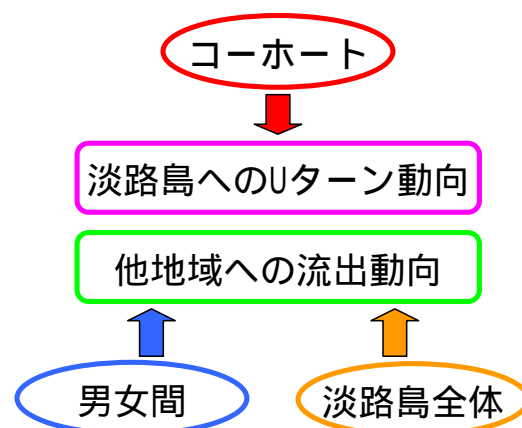 コーホート
淡路島へのUターン動向
他地域への流出動向
男女間
淡路島全体